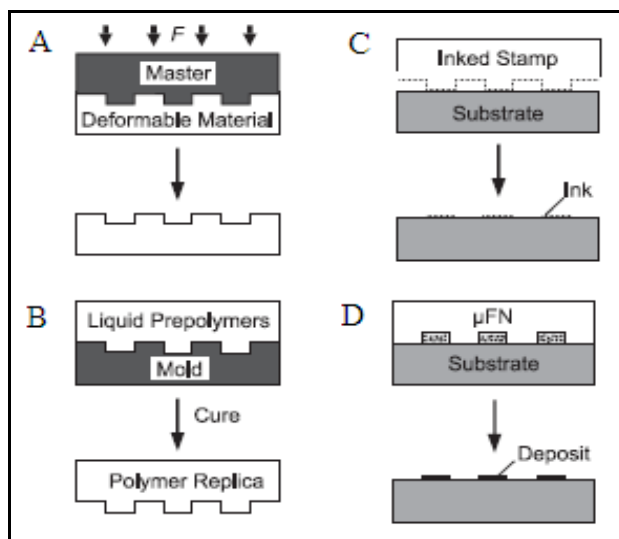 A
F
Master
Deformable Material
B
Liquid Prepolymers
Mold
Cure
Polymer Replica
C
Inked Stamp
Substrate
Ink
D
µFN
Substrate
Deposit